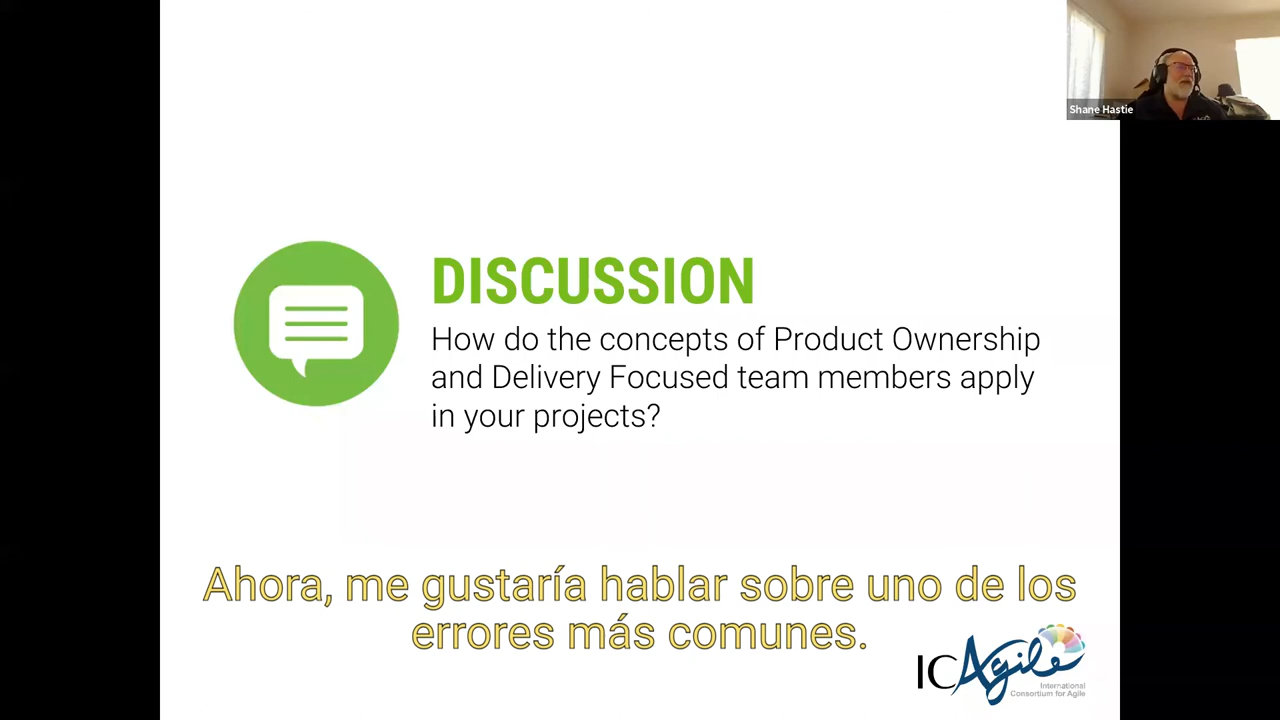 Shane Hastie
DISCUSSION
How do the concepts of Product Ownership
and Delivery Focused team members apply
in your projects?
Ahora, me gustaría hablar sobre uno de los
errores más comunes.
ICAgile
International
Consortium for Agile